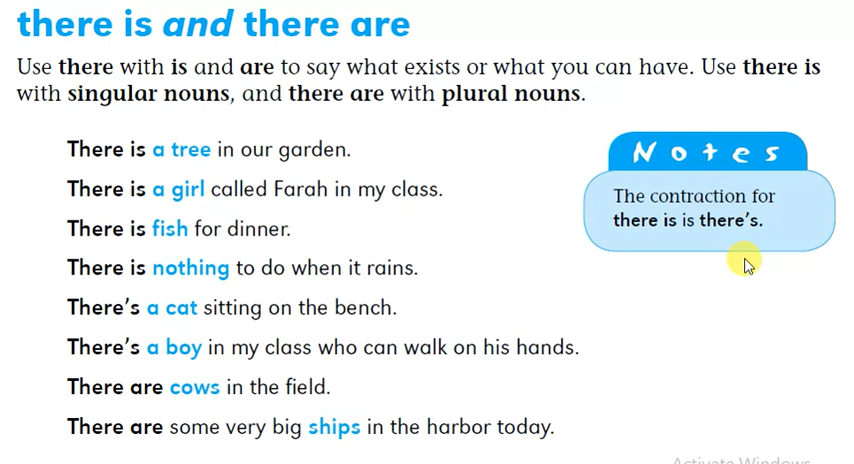 there is and there are
Use there with is and are to say what exists or what you can have. Use there is
with singular nouns, and there are with plural nouns.
There is a tree in our garden.
There is a girl called Farah in my class.
There is fish for dinner.
There is nothing to do when it rains.
There's a cat sitting on the bench.
There's a boy in my class who can walk on his hands.
There are cows in the field.
There are some very big ships in the harbor today.
Notes
The contraction for
there is is there's.
Activate Windows